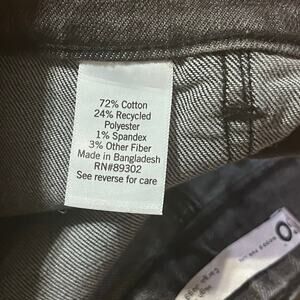 72% Cotton
24% Recycled
Polyester
1% Spandex
3% Other Fiber
Made in Bangladesh
RN#89302
See reverse for care